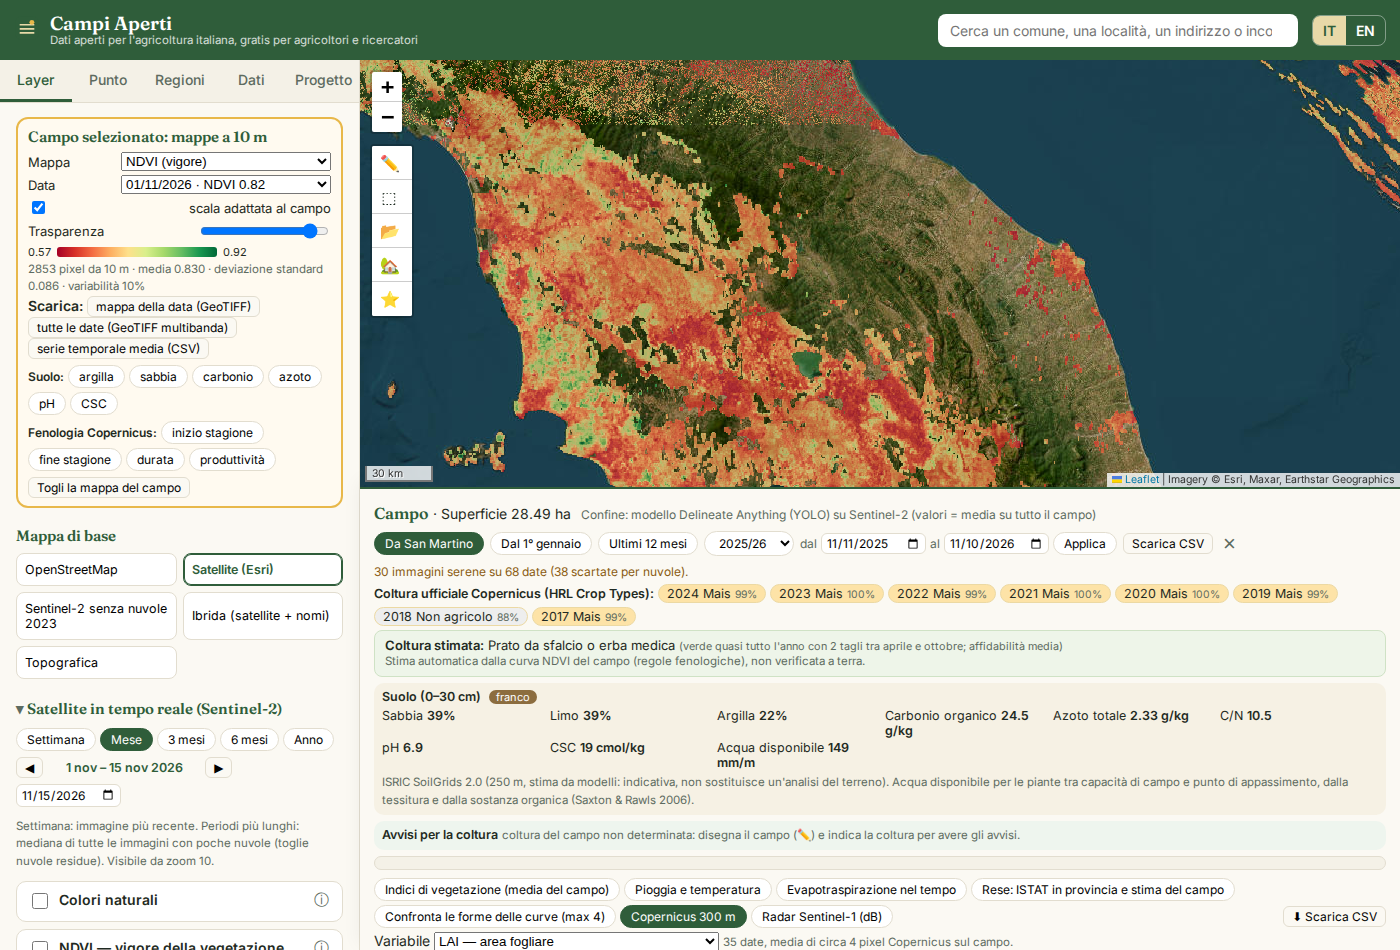 Campi Aperti
Dati aperti per l'agricoltura italiana, gratis per agricoltori e ricercatori
Cerca un comune, una località, un indirizzo o inco
IT EN
Layer Punto Regioni Dati Progetto
Campo selezionato: mappe a 10 m
Mappa NDVI (vigore)
Data 01/11/2026 · NDVI 0.82
scala adattata al campo
Trasparenza
0.57 0.92
2853 pixel da 10 m · media 0.830 · deviazione standard
0.086 · variabilità 10%
Scarica: mappa della data (GeoTIFF)
tutte le date (GeoTIFF multibanda)
serie temporale media (CSV)
Suolo: argilla sabbia carbonio azoto
pH CSC
Fenologia Copernicus: inizio stagione
fine stagione durata produttività
Togli la mappa del campo
Mappa di base
OpenStreetMap Satellite (Esri)
Sentinel-2 senza nuvole
2023
Ibrida (satellite + nomi)
Topografica
▾ Satellite in tempo reale (Sentinel-2)
Settimana Mese 3 mesi 6 mesi Anno
◀ 1 nov – 15 nov 2026 ▶
11/15/2026
Settimana: immagine più recente. Periodi più lunghi:
mediana di tutte le immagini con poche nuvole (toglie
nuvole residue). Visibile da zoom 10.
Colori naturali ⓘ
NDVI — vigore della vegetazione ⓘ
+
−
30 km
Leaflet | Imagery © Esri, Maxar, Earthstar Geographics
Campo · Superficie 28.49 ha Confine: modello Delineate Anything (YOLO) su Sentinel-2 (valori = media su tutto il campo)
Da San Martino Dal 1° gennaio Ultimi 12 mesi 2025/26 dal 11/11/2025 al 11/10/2026 Applica Scarica CSV ✕
30 immagini serene su 68 date (38 scartate per nuvole).
Coltura ufficiale Copernicus (HRL Crop Types): 2024 Mais 99% 2023 Mais 100% 2022 Mais 99% 2021 Mais 100% 2020 Mais 100% 2019 Mais 99%
2018 Non agricolo 88% 2017 Mais 99%
Coltura stimata: Prato da sfalcio o erba medica (verde quasi tutto l'anno con 2 tagli tra aprile e ottobre; affidabilità media)
Stima automatica dalla curva NDVI del campo (regole fenologiche), non verificata a terra.
Suolo (0–30 cm) franco
Sabbia 39% Limo 39% Argilla 22% Carbonio organico 24.5 g/kg Azoto totale 2.33 g/kg C/N 10.5
pH 6.9 CSC 19 cmol/kg Acqua disponibile 149 mm/m
ISRIC SoilGrids 2.0 (250 m, stima da modelli: indicativa, non sostituisce un'analisi del terreno). Acqua disponibile per le piante tra capacità di campo e punto di appassimento, dalla
tessitura e dalla sostanza organica (Saxton & Rawls 2006).
Avvisi per la coltura coltura del campo non determinata: disegna il campo (✏️) e indica la coltura per avere gli avvisi.
Indici di vegetazione (media del campo) Pioggia e temperatura Evapotraspirazione nel tempo Rese: ISTAT in provincia e stima del campo
Confronta le forme delle curve (max 4) Copernicus 300 m Radar Sentinel-1 (dB) ⬇ Scarica CSV
Variabile LAI — area fogliare 35 date, media di circa 4 pixel Copernicus sul campo.